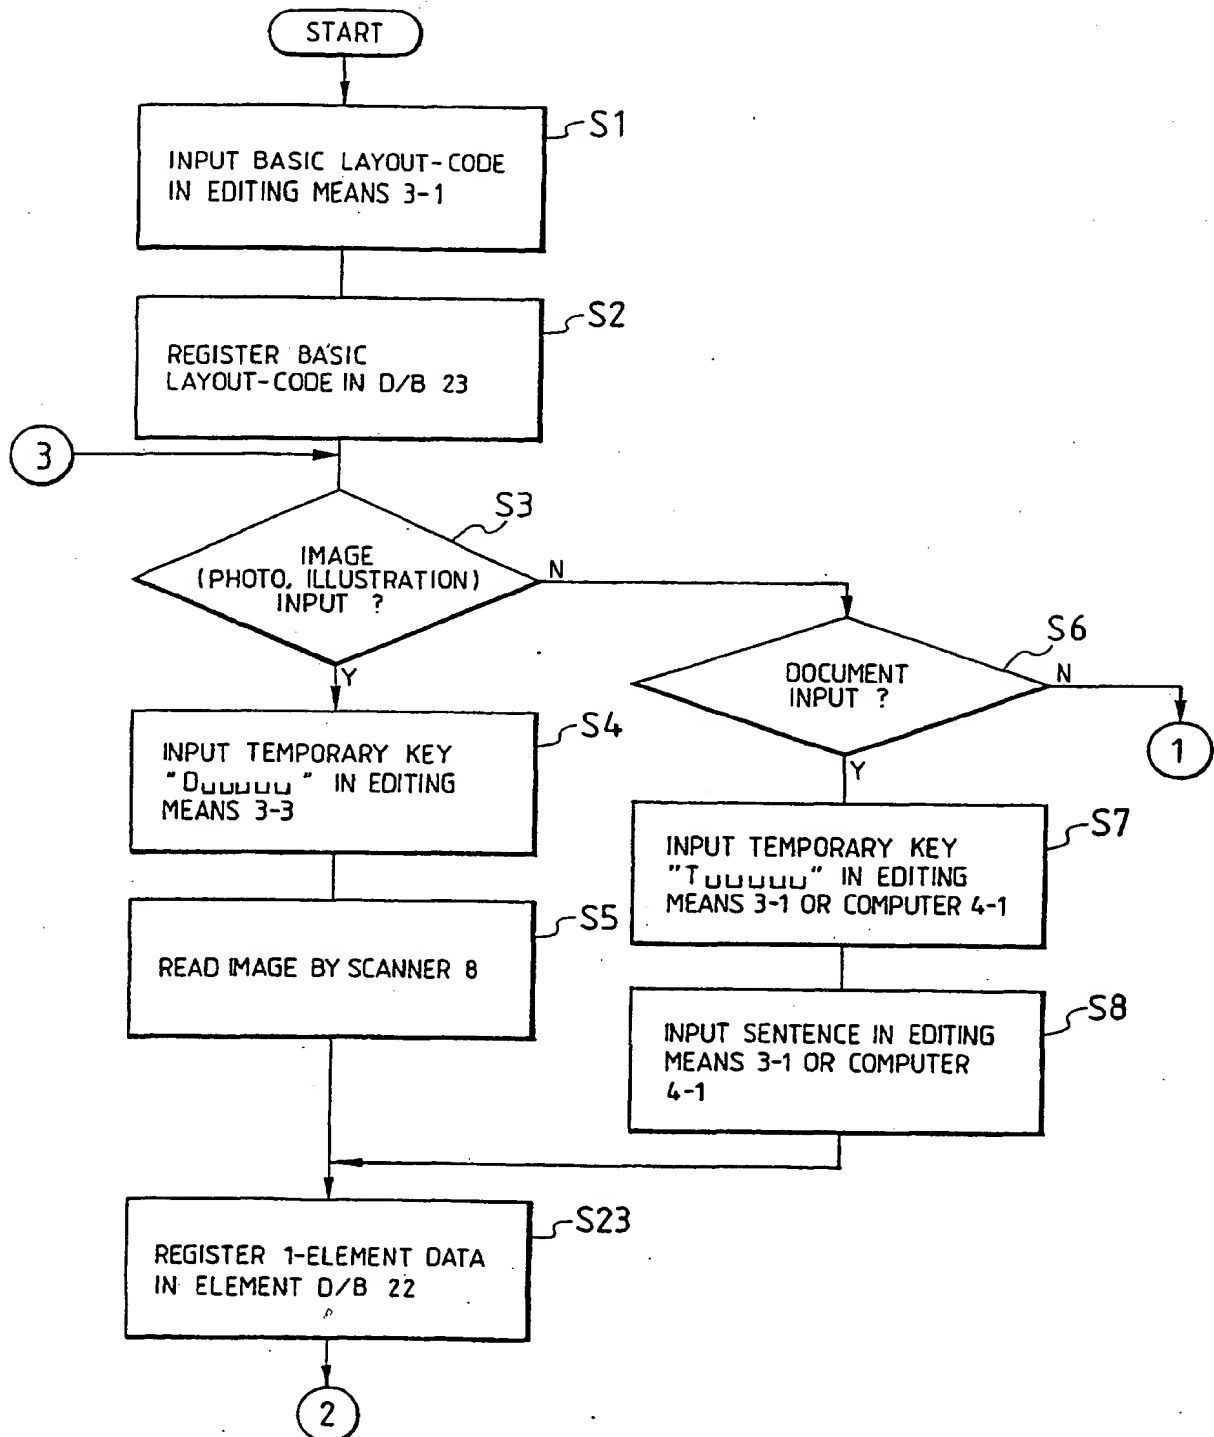 START
S1
INPUT BASIC LAYOUT-CODE
IN EDITING MEANS 3-1
S2
REGISTER BASIC
LAYOUT-CODE IN D/B 23
3
S3
IMAGE
(PHOTO, ILLUSTRATION)
INPUT ?
N
Y
S6
DOCUMENT
INPUT ?
N
Y
1
S4
INPUT TEMPORARY KEY
"D␣␣␣␣␣" IN EDITING
MEANS 3-3
S7
INPUT TEMPORARY KEY
"T␣␣␣␣␣" IN EDITING
MEANS 3-1 OR COMPUTER 4-1
S5
READ IMAGE BY SCANNER 8
S8
INPUT SENTENCE IN EDITING
MEANS 3-1 OR COMPUTER
4-1
S23
REGISTER 1-ELEMENT DATA
IN ELEMENT D/B 22
2